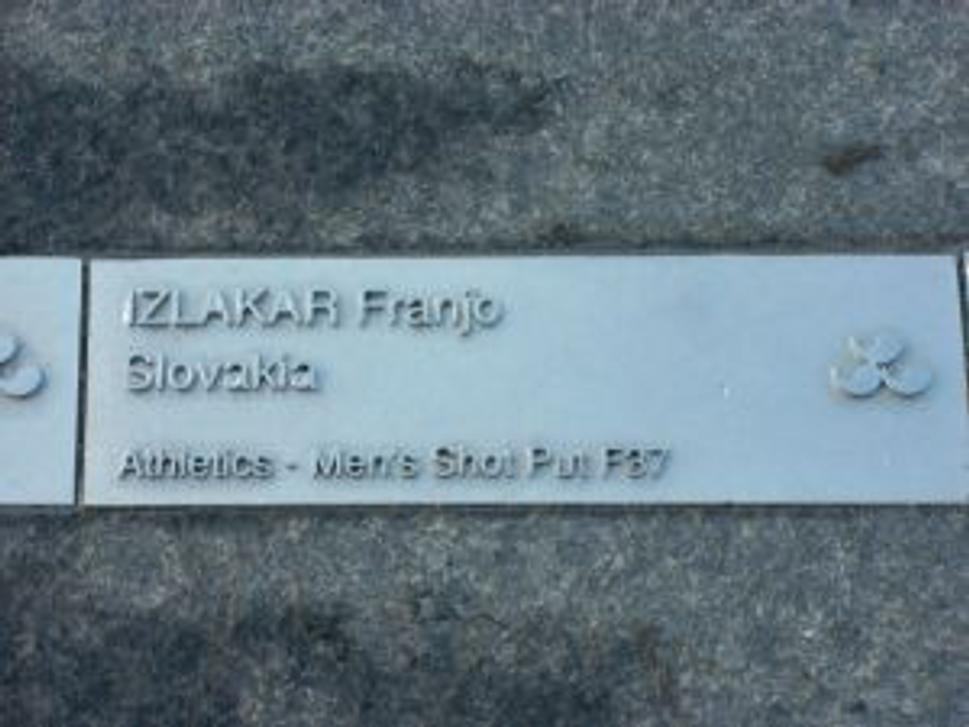 IZLAKAR Franjo
Slovakia
Athletics - Men's Shot Put F37